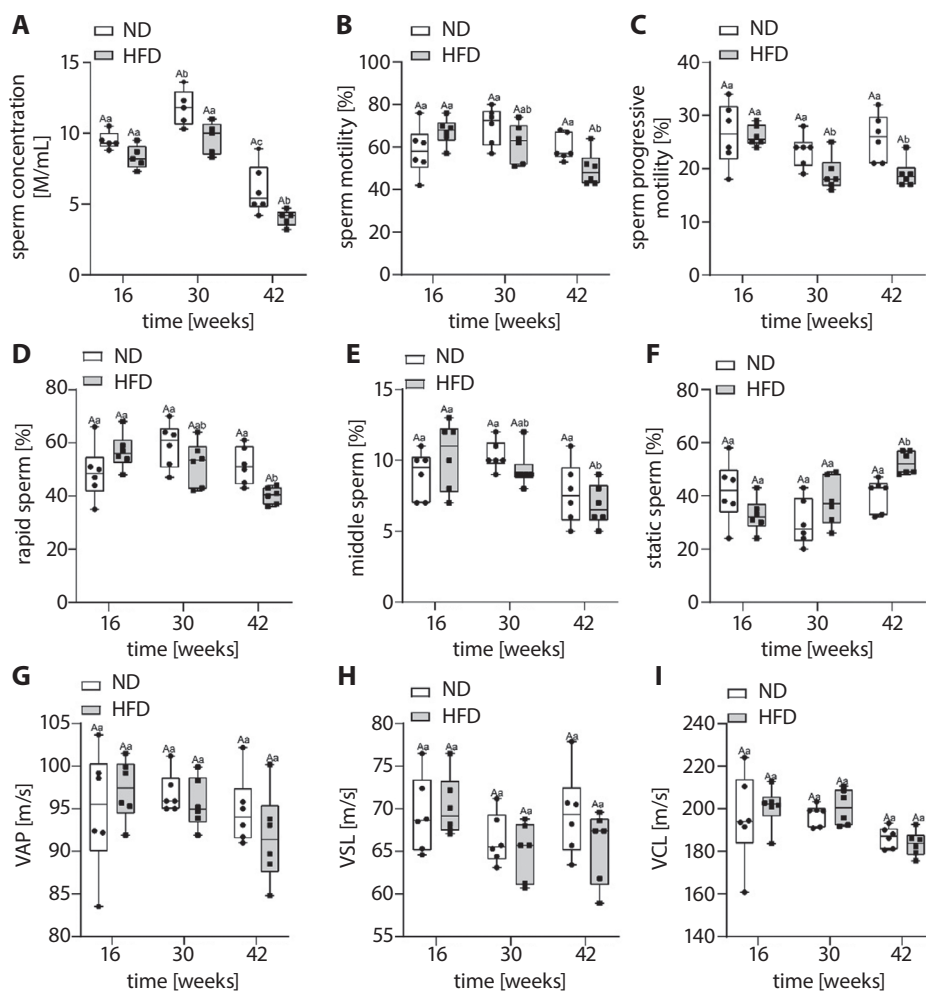 A
ND
HFD
sperm concentration
[M/mL]
15
10
5
0
Aa
Aa
Ab
Aa
Ac
Ab
16
30
42
time [weeks]
B
ND
HFD
sperm motility [%]
100
80
60
40
20
0
Aa
Aa
Aa
Aab
Aa
Ab
16
30
42
time [weeks]
C
ND
HFD
sperm progressive
motility [%]
40
30
20
10
0
Aa
Aa
Aa
Ab
Aa
Ab
16
30
42
time [weeks]
D
ND
HFD
rapid sperm [%]
80
60
40
20
0
Aa
Aa
Aa
Aab
Aa
Ab
16
30
42
time [weeks]
E
ND
HFD
middle sperm [%]
15
10
5
0
Aa
Aa
Aa
Aab
Aa
Ab
16
30
42
time [weeks]
F
ND
HFD
static sperm [%]
80
60
40
20
0
Aa
Aa
Aa
Aa
Aa
Ab
16
30
42
time [weeks]
G
ND
HFD
VAP [m/s]
105
100
95
90
85
80
Aa
Aa
Aa
Aa
Aa
Aa
16
30
42
time [weeks]
H
ND
HFD
VSL [m/s]
80
75
70
65
60
55
Aa
Aa
Aa
Aa
Aa
Aa
16
30
42
time [weeks]
I
ND
HFD
VCL [m/s]
240
220
200
180
160
140
Aa
Aa
Aa
Aa
Aa
Aa
16
30
42
time [weeks]